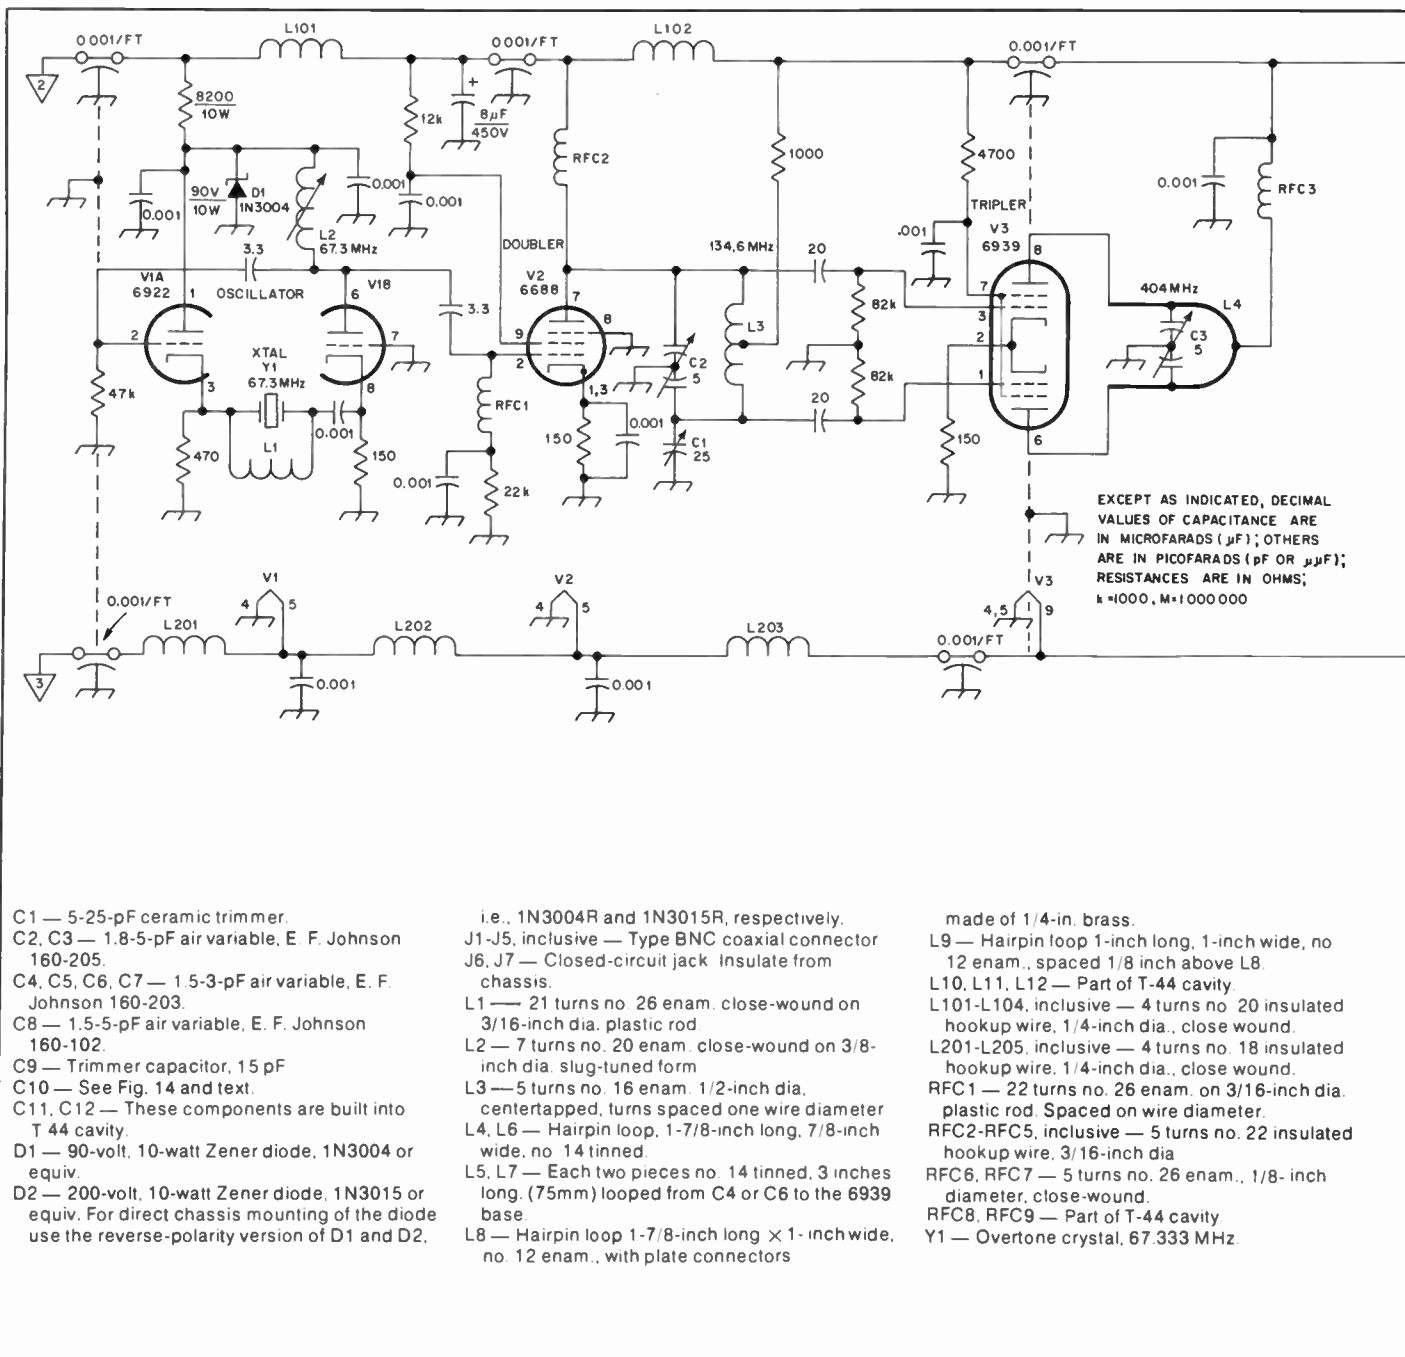 0.001/FT
L101
0.001/FT
L102
0.001/FT
2
8200
10W
12k
+
8µF
450V
RFC2
1000
4700
0.001
RFC3
0.001
90V
10W
D1
1N3004
0.001
0.001
L2
67.3 MHz
TRIPLER
V3
6939
.001
134,6 MHz
20
DOUBLER
V2
6688
3.3
V1A
6922
OSCILLATOR
V1B
1
6
7
8
8
7
3
404 MHz
L4
82k
3.3
9
2
2
7
L3
C2
5
2
C3
5
XTAL
Y1
67.3 MHz
3
8
47k
RFC1
1,3
82k
1
20
0.001
0.001
470
L1
150
150
C1
25
150
6
0.001
22k
EXCEPT AS INDICATED, DECIMAL
VALUES OF CAPACITANCE ARE
IN MICROFARADS (µF); OTHERS
ARE IN PICOFARADS (pF OR µµF);
RESISTANCES ARE IN OHMS;
k =1000, M=1000000
V1
4
5
V2
4
5
V3
4,5
9
0.001/FT
L201
L202
L203
0.001/FT
3
0.001
0.001
C1 — 5-25-pF ceramic trimmer.
C2, C3 — 1.8-5-pF air variable, E. F. Johnson
160-205.
C4, C5, C6, C7 — 1.5-3-pF air variable, E. F.
Johnson 160-203.
C8 — 1.5-5-pF air variable, E. F. Johnson
160-102.
C9 — Trimmer capacitor, 15 pF
C10 — See Fig. 14 and text.
C11, C12 — These components are built into
T 44 cavity.
D1 — 90-volt, 10-watt Zener diode, 1N3004 or
equiv.
D2 — 200-volt, 10-watt Zener diode, 1N3015 or
equiv. For direct chassis mounting of the diode
use the reverse-polarity version of D1 and D2,
i.e., 1N3004R and 1N3015R, respectively.
J1-J5, inclusive — Type BNC coaxial connector
J6, J7 — Closed-circuit jack Insulate from
chassis.
L1 — 21 turns no. 26 enam. close-wound on
3/16-inch dia. plastic rod.
L2 — 7 turns no. 20 enam. close-wound on 3/8-
inch dia. slug-tuned form
L3 — 5 turns no. 16 enam. 1/2-inch dia,
centertapped, turns spaced one wire diameter
L4, L6 — Hairpin loop, 1-7/8-inch long, 7/8-inch
wide, no 14 tinned.
L5, L7 — Each two pieces no. 14 tinned, 3 inches
long. (75mm) looped from C4 or C6 to the 6939
base.
L8 — Hairpin loop 1-7/8-inch long × 1-inch wide,
no. 12 enam., with plate connectors
made of 1/4-in. brass.
L9 — Hairpin loop 1-inch long, 1-inch wide, no
12 enam., spaced 1/8 inch above L8.
L10, L11, L12 — Part of T-44 cavity.
L101-L104, inclusive — 4 turns no 20 insulated
hookup wire, 1/4-inch dia., close wound.
L201-L205, inclusive — 4 turns no. 18 insulated
hookup wire. 1/4-inch dia., close wound.
RFC1 — 22 turns no. 26 enam. on 3/16-inch dia.
plastic rod. Spaced on wire diameter.
RFC2-RFC5, inclusive — 5 turns no. 22 insulated
hookup wire, 3/16-inch dia
RFC6, RFC7 — 5 turns no. 26 enam., 1/8- inch
diameter, close-wound.
RFC8, RFC9 — Part of T-44 cavity
Y1 — Overtone crystal, 67.333 MHz.